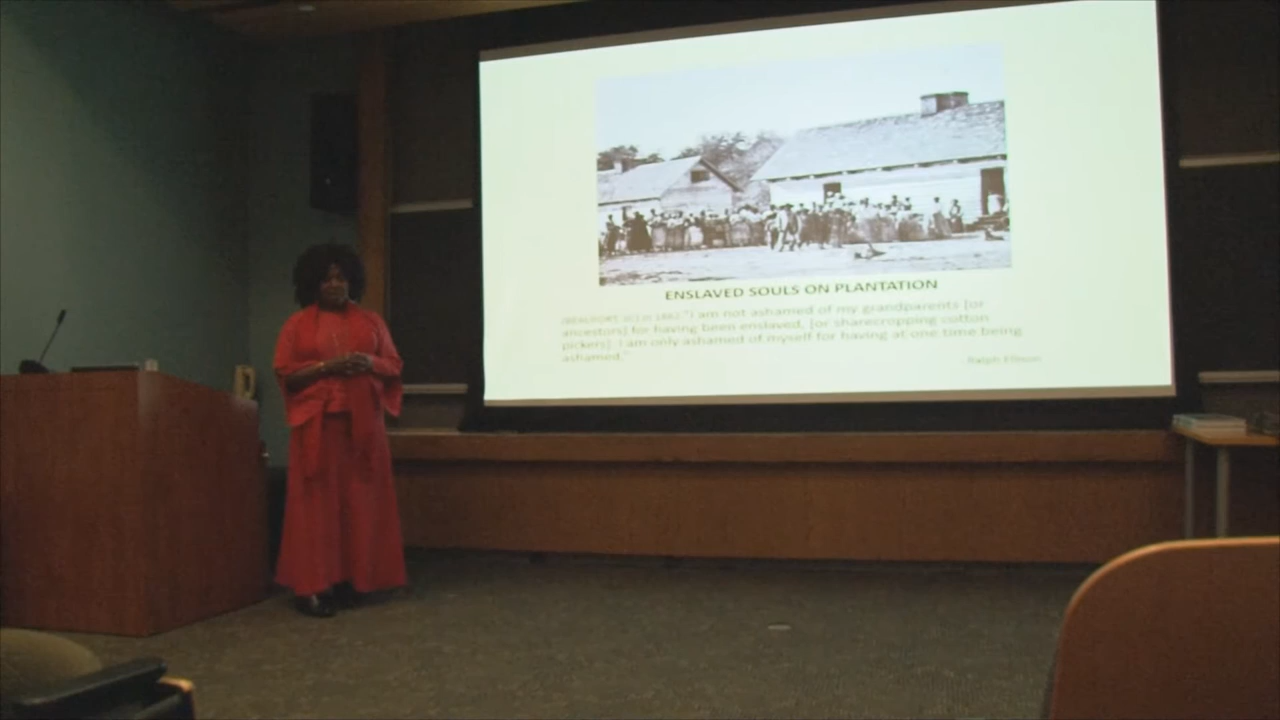 ENSLAVED SOULS ON PLANTATION
"I am not ashamed of my grandparents [or
ancestors] for having been enslaved, [or sharecropping cotton
pickers]. I am only ashamed of myself for having at one time being
ashamed."
Ralph Ellison